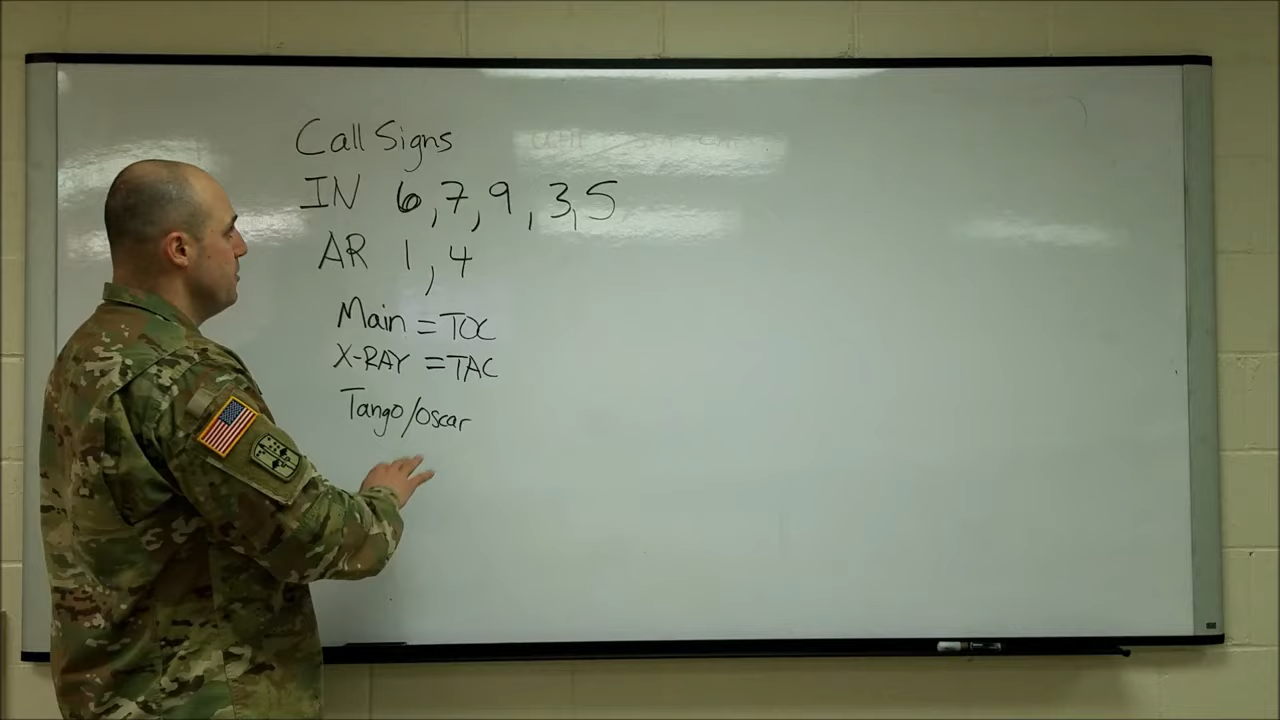 Call Signs
IN 6, 7, 9, 3, 5
AR 1, 4
Main = TOC
X-RAY = TAC
Tango/Oscar